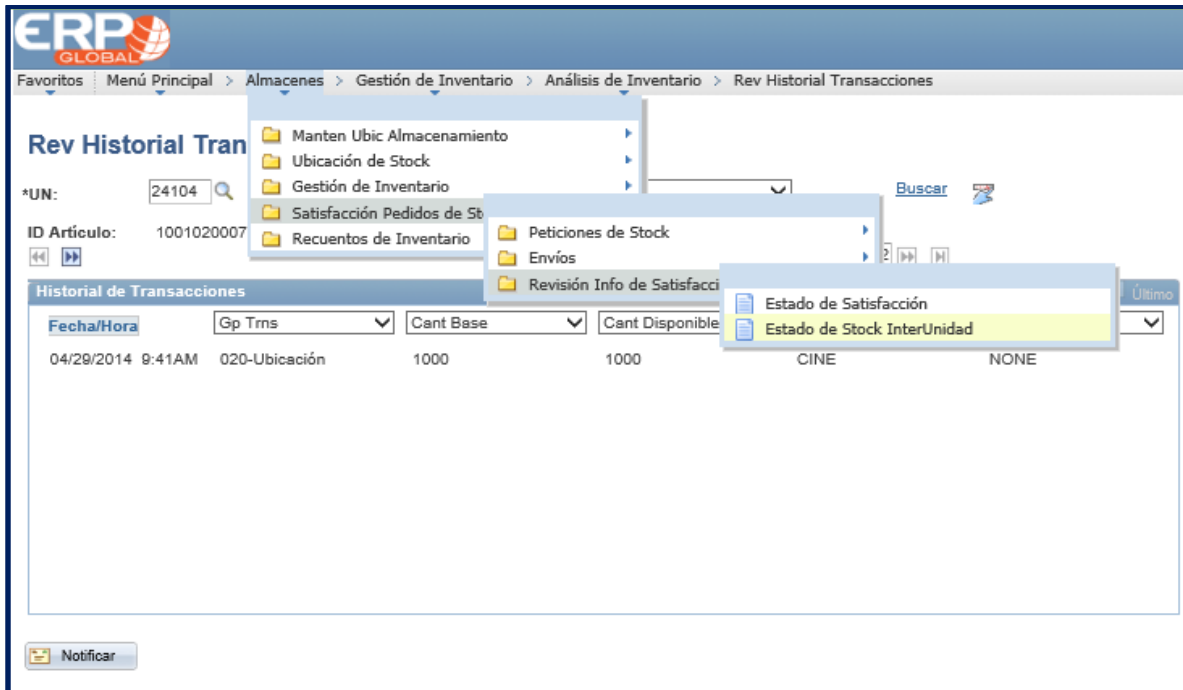 ERP
GLOBAL
Favoritos Menú Principal > Almacenes > Gestión de Inventario > Análisis de Inventario > Rev Historial Transacciones
Rev Historial Tran
Manten Ubic Almacenamiento
Ubicación de Stock
*UN: 24104 Gestión de Inventario Buscar
Satisfacción Pedidos de St
ID Artículo: 1001020007 Recuentos de Inventario Peticiones de Stock
Envíos
Revisión Info de Satisfacci
Historial de Transacciones Último
Estado de Satisfacción
Fecha/Hora Gp Trns Cant Base Cant Disponible Estado de Stock InterUnidad
04/29/2014 9:41AM 020-Ubicación 1000 1000 CINE NONE
Notificar